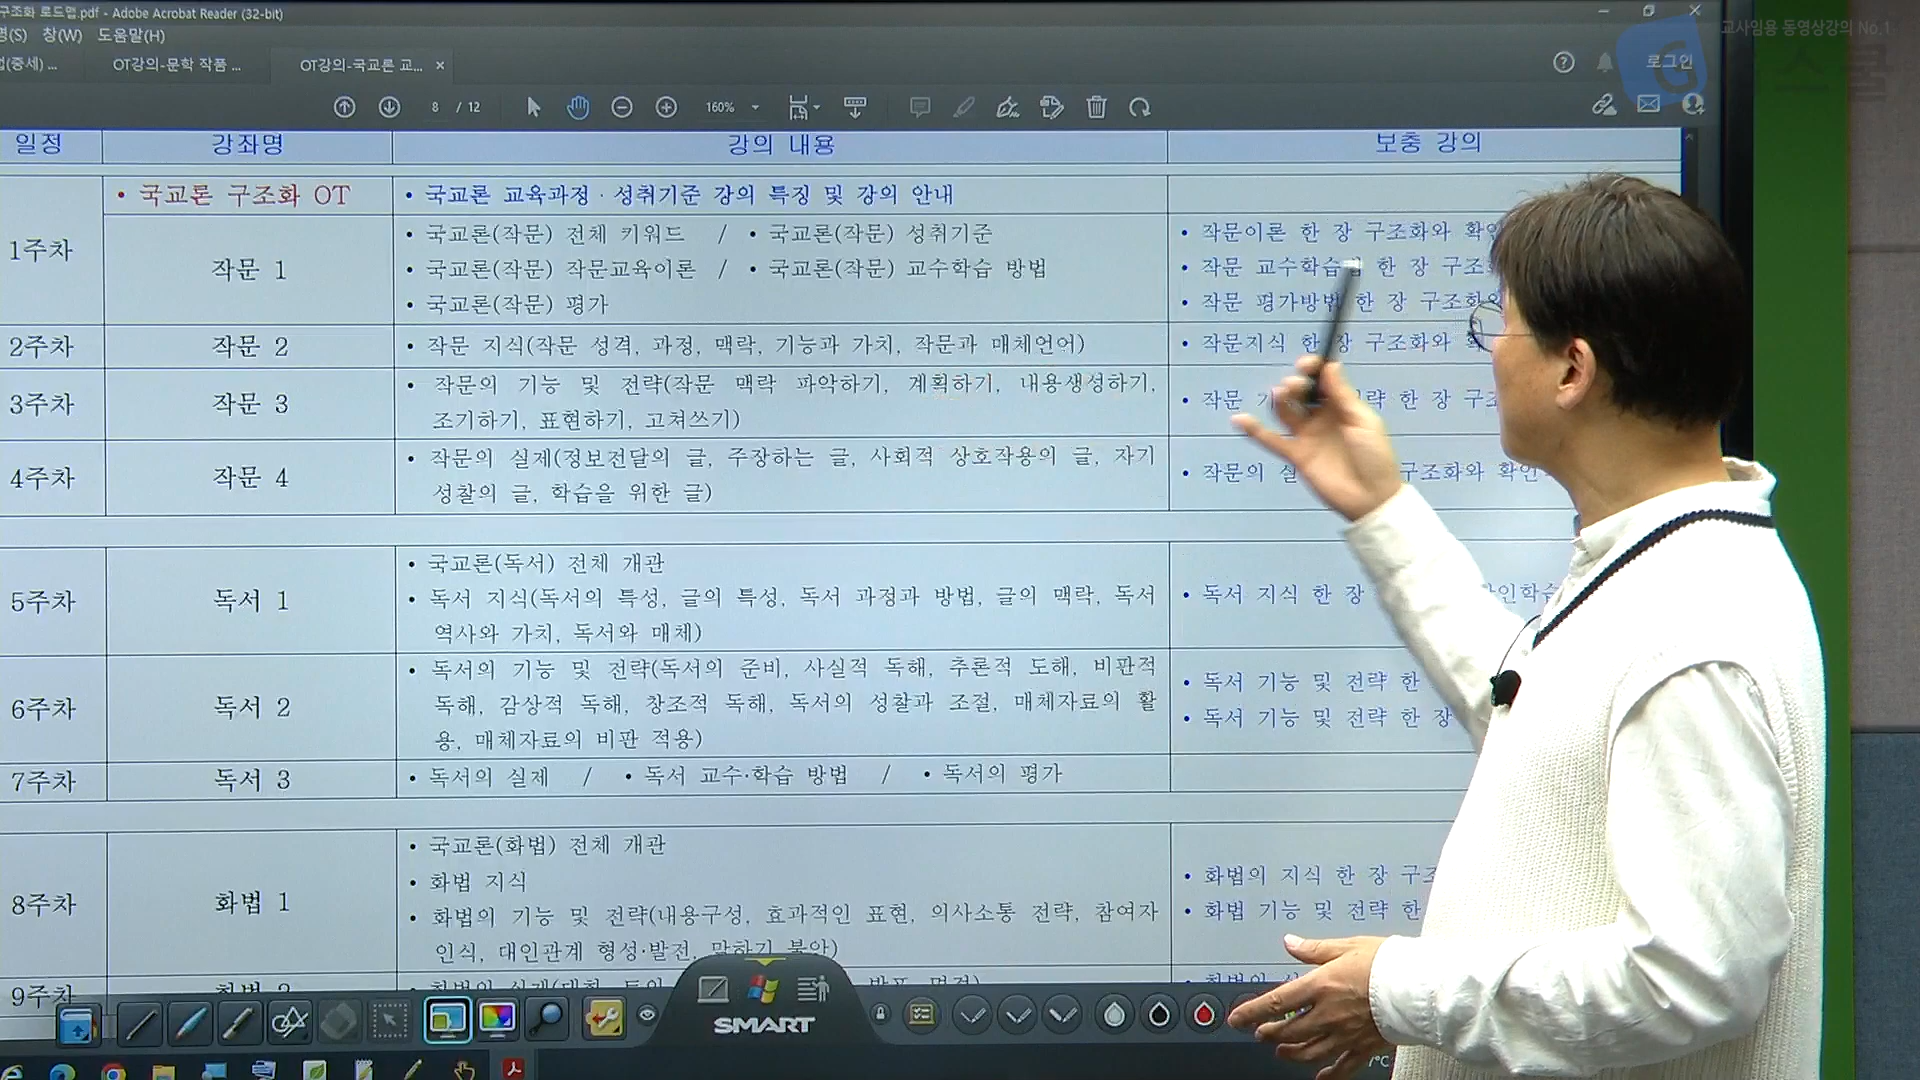 구조화 로드맵.pdf - Adobe Acrobat Reader (32-bit)
창(W) 도움말(H)
OT강의-문학 작품 ... OT강의-국교론 교... ×
로그인
교사임용 동영상강의 No.1
스쿨
8 / 12 160%
일정 강좌명 강의 내용 보충 강의
1주차
• 국교론 구조화 OT • 국교론 교육과정 · 성취기준 강의 특징 및 강의 안내
작문 1
• 국교론(작문) 전체 키워드 / • 국교론(작문) 성취기준
• 국교론(작문) 작문교육이론 / • 국교론(작문) 교수학습 방법
• 국교론(작문) 평가
• 작문이론 한 장 구조화와
• 작문 한 장
• 작문 평가방법 한 장
2주차 작문 2 • 작문 지식(작문 성격, 과정, 맥락, 기능과 가치, 작문과 매체언어) • 작문지식 구조화와
3주차 작문 3
• 작문의 기능 및 전략(작문 맥락 파악하기, 계획하기, 내용생성하기,
조기하기, 표현하기, 고쳐쓰기)
• 작문 한 장
4주차 작문 4
• 작문의 실제(정보전달의 글, 주장하는 글, 사회적 상호작용의 글, 자기
성찰의 글, 학습을 위한 글)
• 작문의 구조화와
5주차 독서 1
• 국교론(독서) 전체 개관
• 독서 지식(독서의 특성, 글의 특성, 독서 과정과 방법, 글의 맥락, 독서
역사와 가치, 독서와 매체)
• 독서 지식 한 장
6주차 독서 2
• 독서의 기능 및 전략(독서의 준비, 사실적 독해, 추론적 도해, 비판적
독해, 감상적 독해, 창조적 독해, 독서의 성찰과 조절, 매체자료의 활
용, 매체자료의 비판 적용)
• 독서 기능 및 전략 한
• 독서 기능 및 전략 한 장
7주차 독서 3 • 독서의 실제 / • 독서 교수·학습 방법 / • 독서의 평가
8주차 화법 1
• 국교론(화법) 전체 개관
• 화법 지식
• 화법의 기능 및 전략(내용구성, 효과적인 표현, 의사소통 전략, 참여자
인식, 대인관계 형성·발전, 말하기 불안)
• 화법의 지식 한 장
• 화법 기능 및 전략 한
9주차
SMART